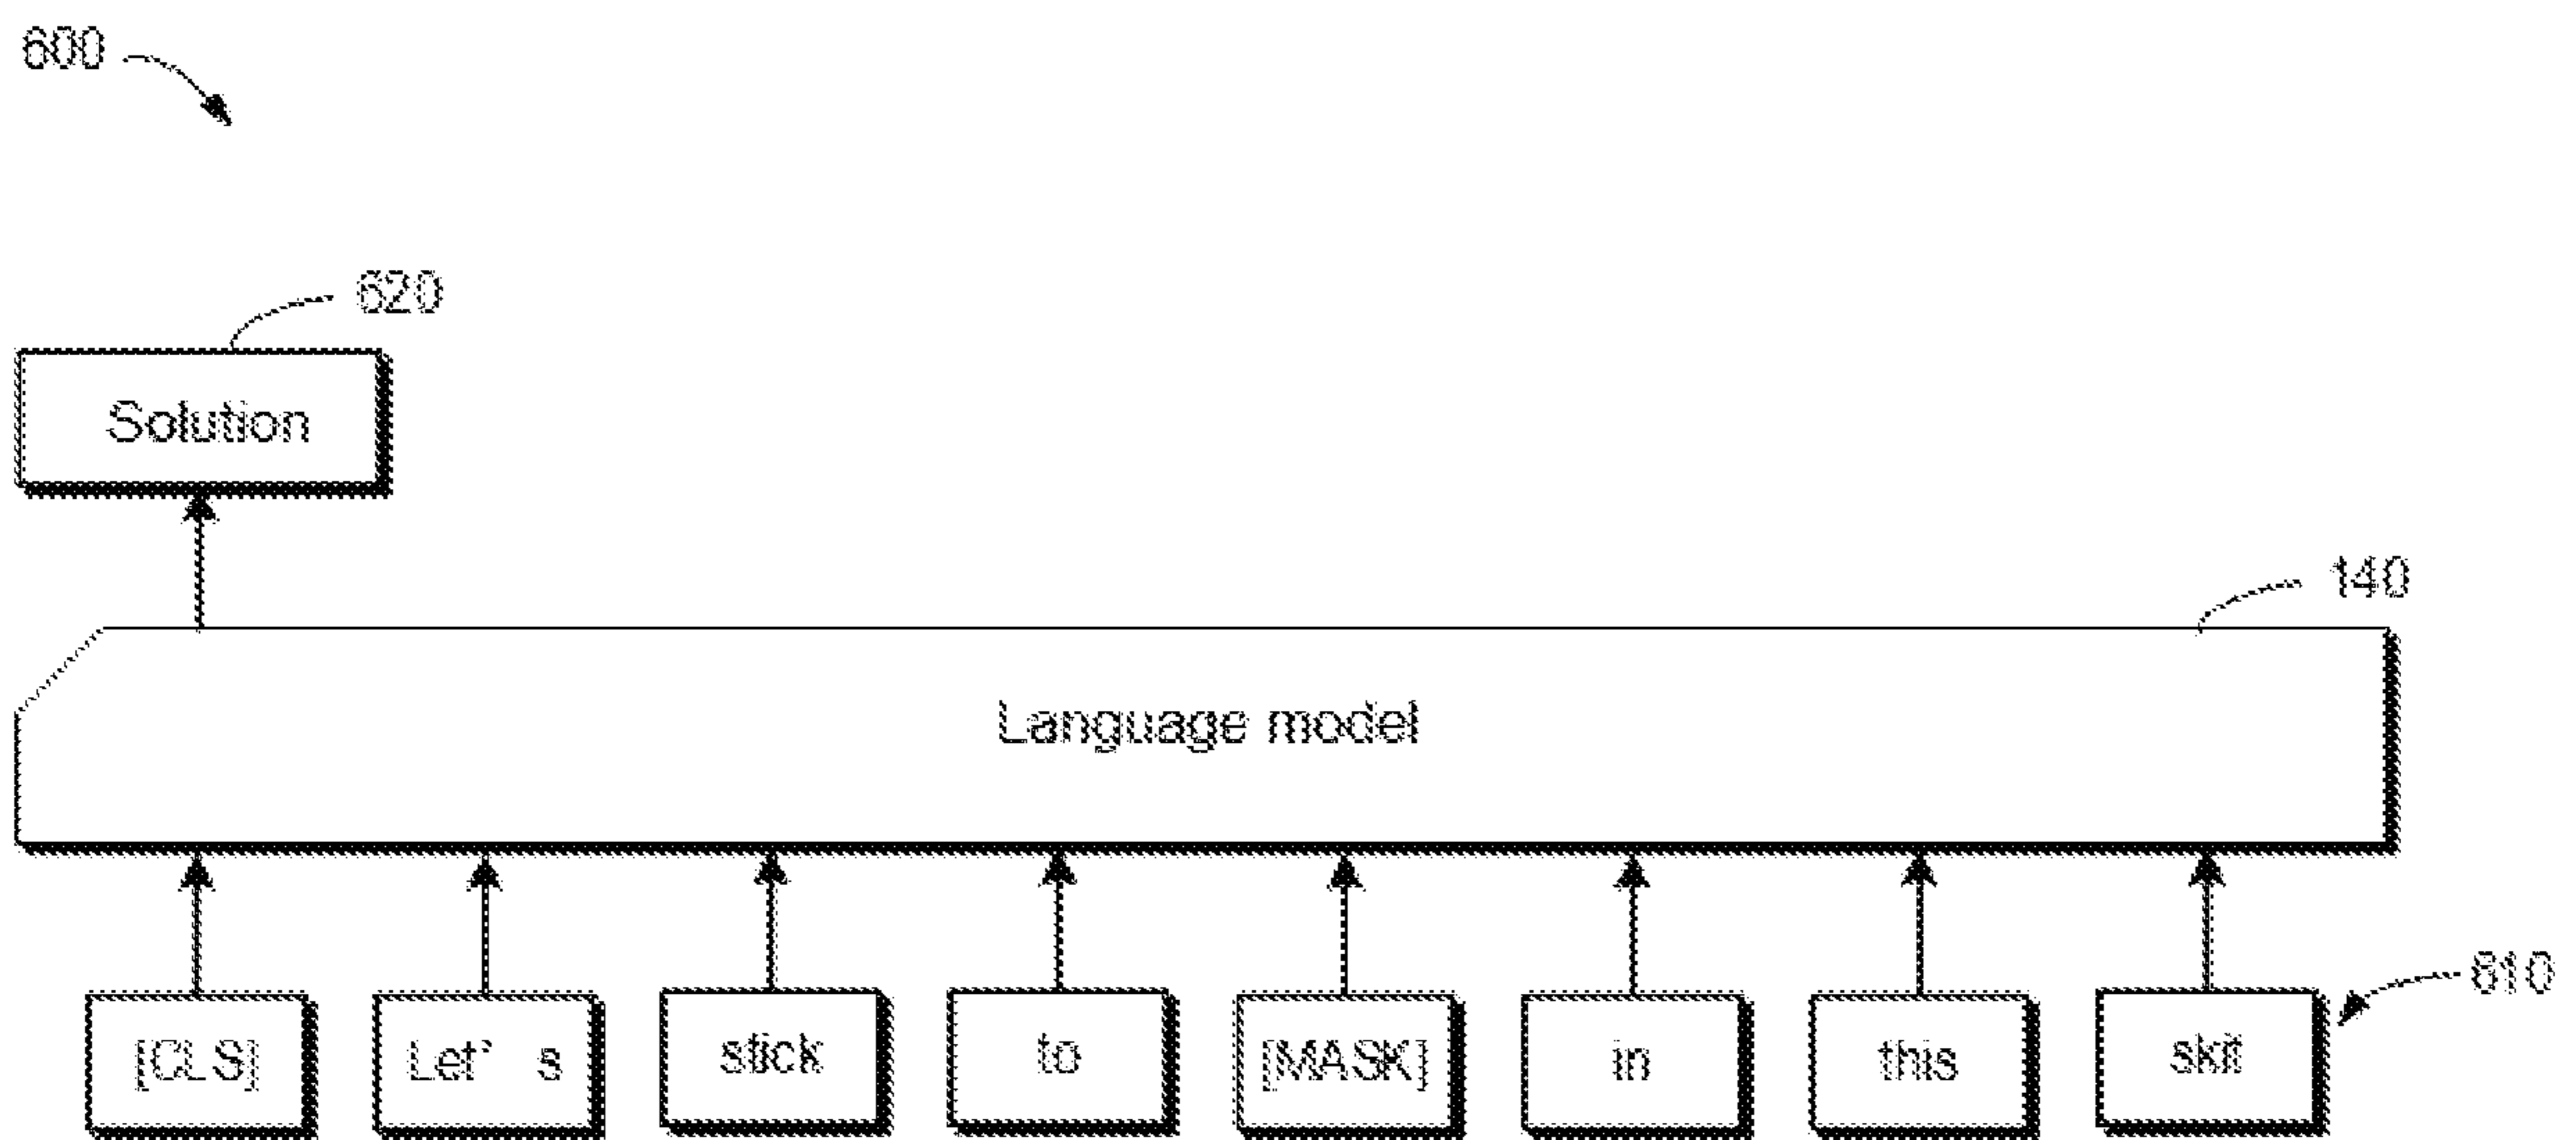 600
620
Solution
140
Language model
610
[CLS] Let' s stick to [MASK] in this skit